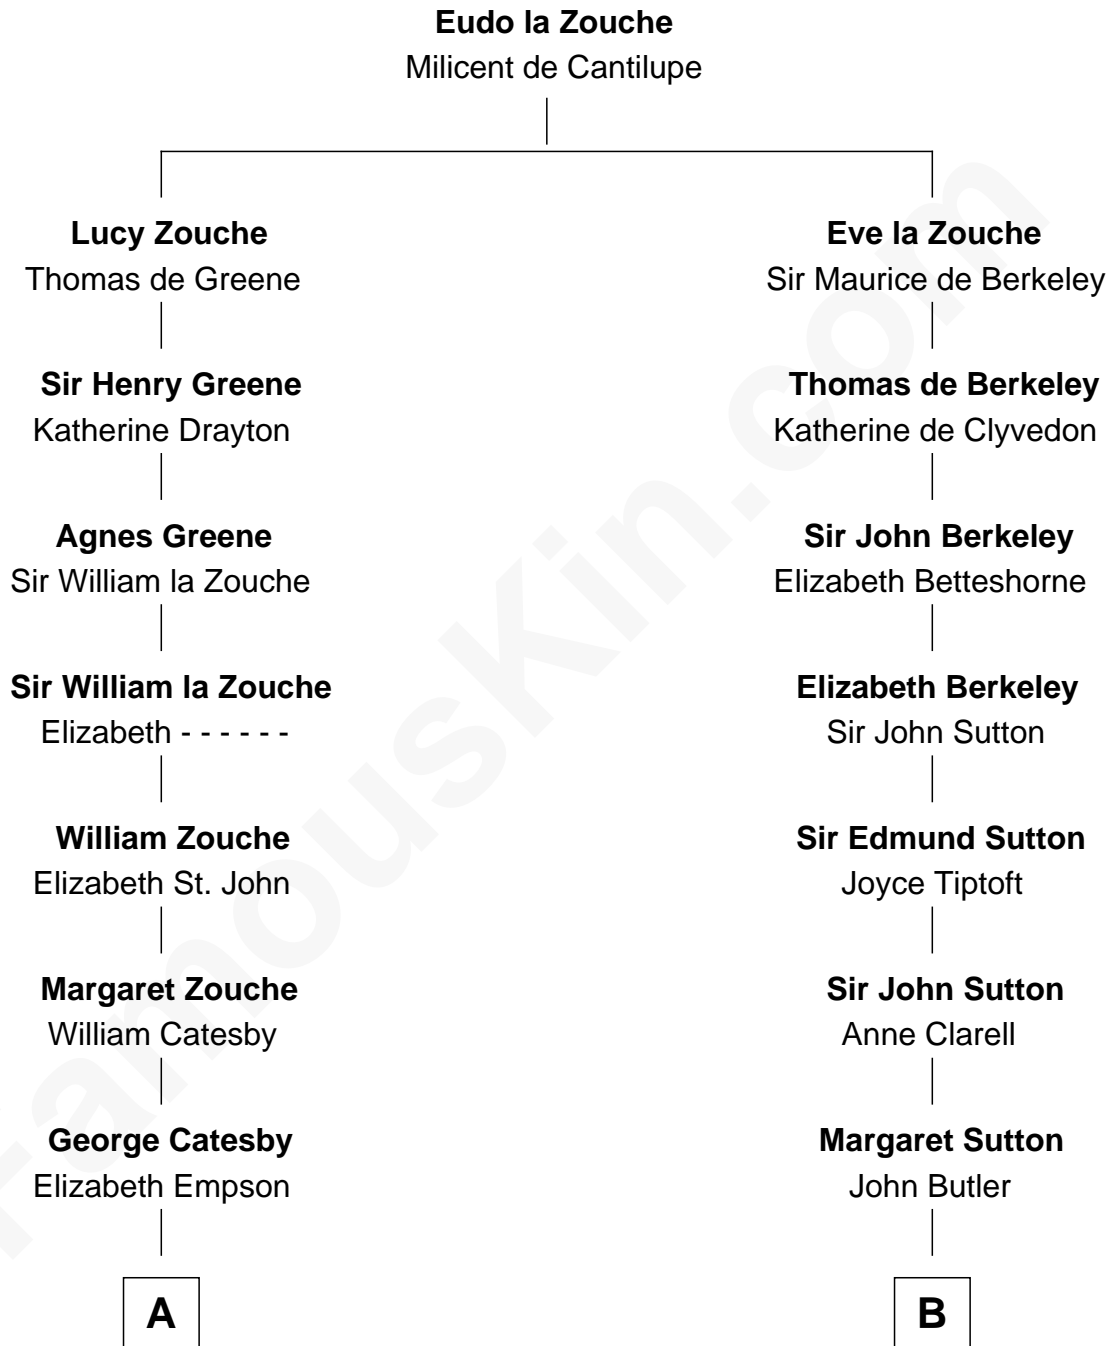 Eudo la Zouche
Milicent de Cantilupe
Lucy Zouche
Thomas de Greene
Eve la Zouche
Sir Maurice de Berkeley
Sir Henry Greene
Katherine Drayton
Thomas de Berkeley
Katherine de Clyvedon
Agnes Greene
Sir William la Zouche
Sir John Berkeley
Elizabeth Betteshorne
Sir William la Zouche
Elizabeth - - - - - -
Elizabeth Berkeley
Sir John Sutton
William Zouche
Elizabeth St. John
Sir Edmund Sutton
Joyce Tiptoft
Margaret Zouche
William Catesby
Sir John Sutton
Anne Clarell
George Catesby
Elizabeth Empson
Margaret Sutton
John Butler
A
B
FamousKin.com